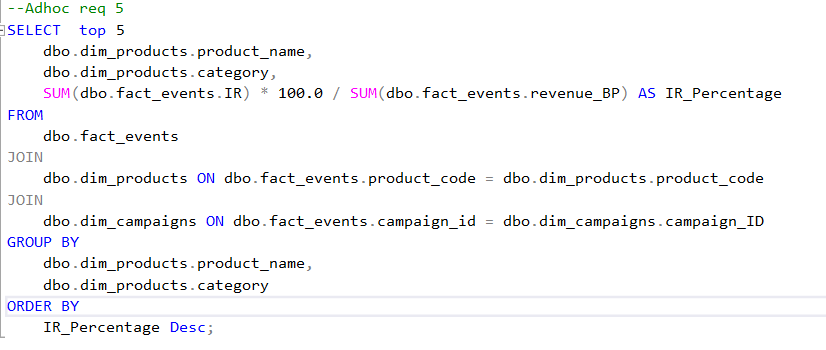 --Adhoc req 5
SELECT  top 5
    dbo.dim_products.product_name,
    dbo.dim_products.category,
    SUM(dbo.fact_events.IR) * 100.0 / SUM(dbo.fact_events.revenue_BP) AS IR_Percentage
FROM
    dbo.fact_events
JOIN
    dbo.dim_products ON dbo.fact_events.product_code = dbo.dim_products.product_code
JOIN
    dbo.dim_campaigns ON dbo.fact_events.campaign_id = dbo.dim_campaigns.campaign_ID
GROUP BY
    dbo.dim_products.product_name,
    dbo.dim_products.category
ORDER BY
    IR_Percentage Desc;